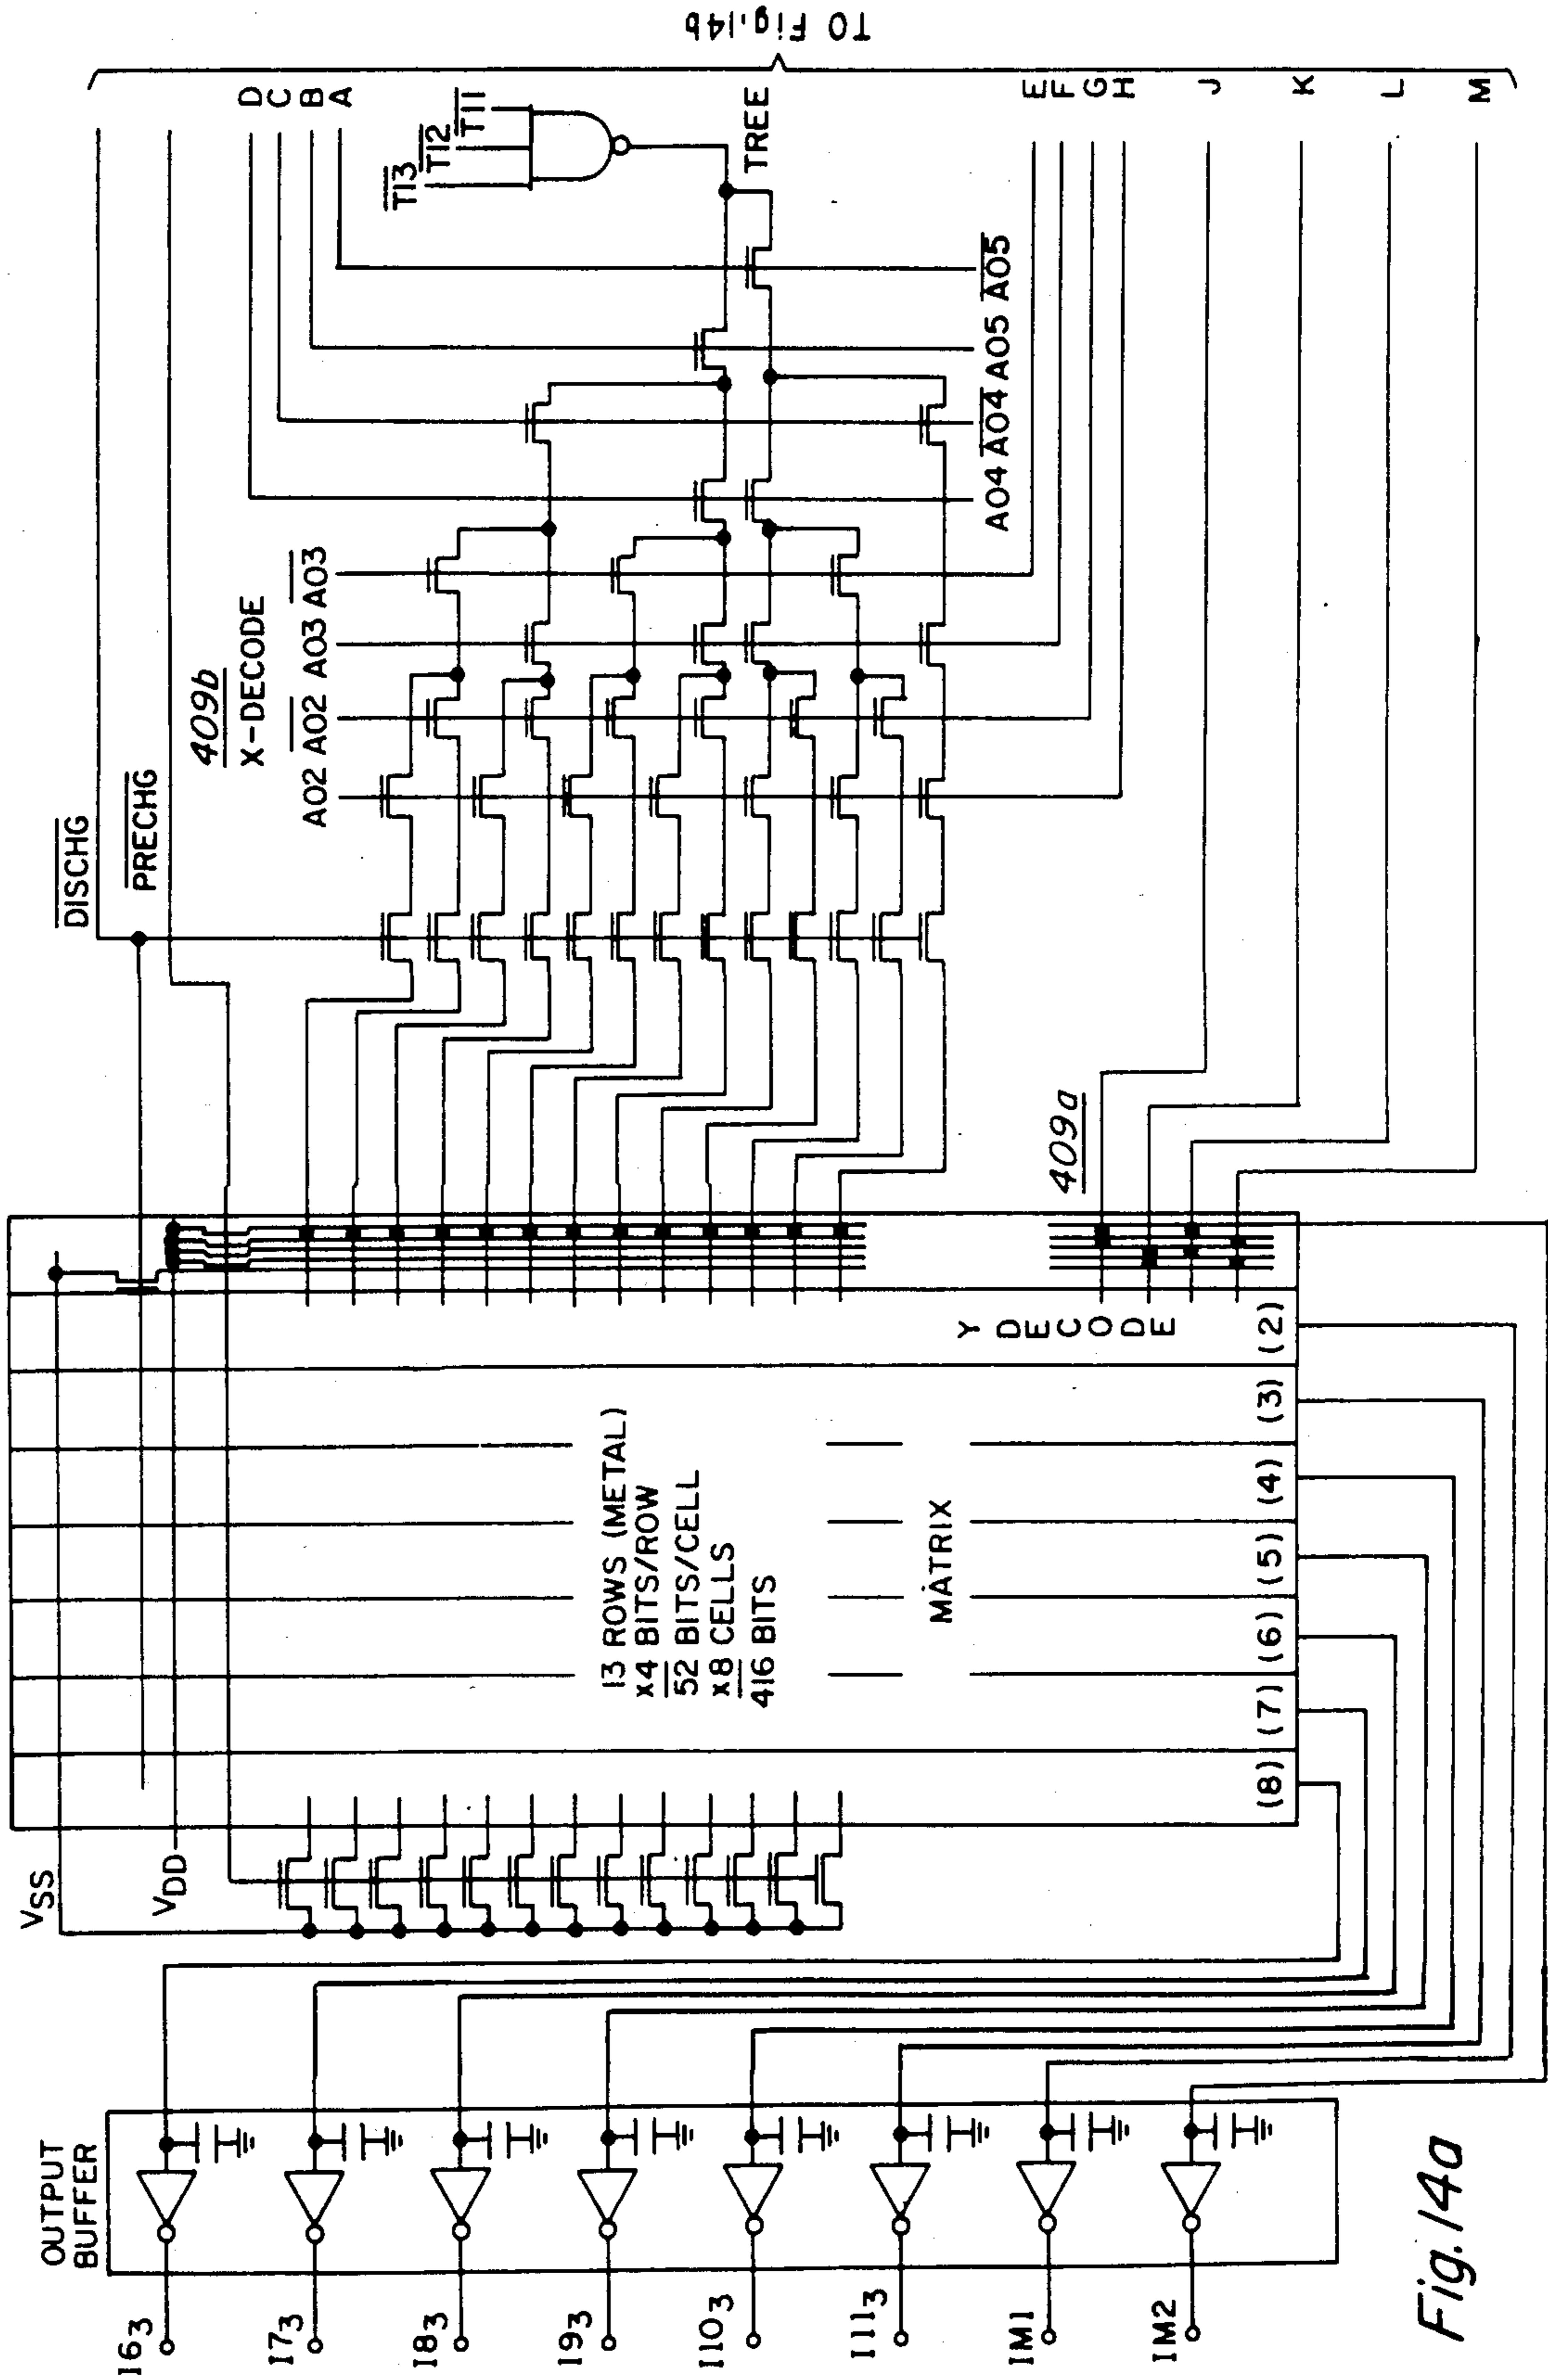 TO Fig.14b
D
C
B
A
T13
T12
T11
TREE
E
F
G
H
J
K
L
M
DISCHG
PRECHG
409b
X-DECODE
A02 A02 A03 A03
A04 A04 A05 A05
409a
Y DECODE
(2)
(3)
(4)
(5)
(6)
(7)
(8)
13 ROWS (METAL)
x4 BITS/ROW
52 BITS/CELL
x8 CELLS
416 BITS
MATRIX
VSS
VDD
OUTPUT
BUFFER
I63
I73
I83
I93
I103
I113
IM1
IM2
Fig.14a